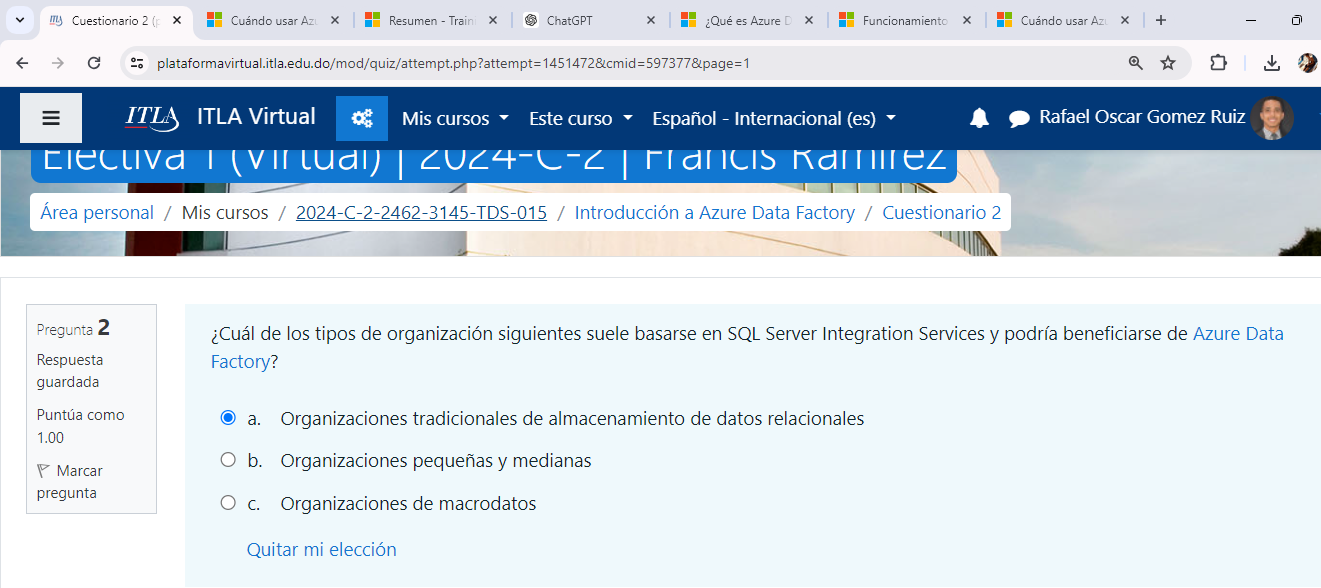 Cuestionario 2 (p
Cuándo usar Azu
Resumen - Traini
ChatGPT
¿Qué es Azure D
Funcionamiento
Cuándo usar Azu
plataformavirtual.itla.edu.do/mod/quiz/attempt.php?attempt=1451472&cmid=597377&page=1
ITLA ITLA Virtual Mis cursos Este curso Español - Internacional (es) Rafael Oscar Gomez Ruiz
Electiva 1 (Virtual) | 2024-C-2 | Francis Ramirez
Área personal / Mis cursos / 2024-C-2-2462-3145-TDS-015 / Introducción a Azure Data Factory / Cuestionario 2
Pregunta 2
Respuesta
guardada
Puntúa como
1.00
Marcar
pregunta
¿Cuál de los tipos de organización siguientes suele basarse en SQL Server Integration Services y podría beneficiarse de Azure Data
Factory?
a. Organizaciones tradicionales de almacenamiento de datos relacionales
b. Organizaciones pequeñas y medianas
c. Organizaciones de macrodatos
Quitar mi elección